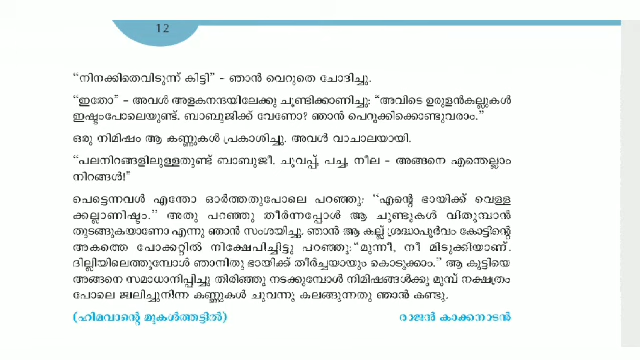 12
“നിനക്കിതെവിടുന്ന് കിട്ടി” - ഞാൻ വെറുതെ ചോദിച്ചു.
“ഇതോ” - അവൾ അളകനന്ദയിലേക്കു ചൂണ്ടിക്കാണിച്ചു: “അവിടെ ഉരുളൻകല്ലുകൾ
ഇഷ്ടംപോലെയുണ്ട്. ബാബുജിക്ക് വേണോ? ഞാൻ പെറുക്കിക്കൊണ്ടുവരാം.”
ഒരു നിമിഷം ആ കണ്ണുകൾ പ്രകാശിച്ചു. അവൾ വാചാലയായി.
“പലനിറങ്ങളിലുള്ളതുണ്ട് ബാബുജീ. ചുവപ്പ്, പച്ച, നീല - അങ്ങനെ എന്തെല്ലാം
നിറങ്ങൾ!”
പെട്ടെന്നവൾ എന്തോ ഓർത്തതുപോലെ പറഞ്ഞു: “എന്റെ ഭായിക്ക് വെള്ള
ക്കല്ലാണിഷ്ടം.” അതു പറഞ്ഞു തീർന്നപ്പോൾ ആ ചുണ്ടുകൾ വിതുമ്പാൻ
തുടങ്ങുകയാണോ എന്നു ഞാൻ സംശയിച്ചു. ഞാൻ ആ കല്ല് ശ്രദ്ധാപൂർവം കോട്ടിന്റെ
അകത്തെ പോക്കറ്റിൽ നിക്ഷേപിച്ചിട്ടു പറഞ്ഞു:“മുന്നീ, നീ മിടുക്കിയാണ്.
ദില്ലിയിലെത്തുമ്പോൾ ഞാനിതു ഭായിക്ക് തീർച്ചയായും കൊടുക്കാം.” ആ കുട്ടിയെ
അങ്ങനെ സമാധാനിപ്പിച്ചു തിരിഞ്ഞു നടക്കുമ്പോൾ നിമിഷങ്ങൾക്കു മുമ്പ് നക്ഷത്രം
പോലെ ജ്വലിച്ചുനിന്ന കണ്ണുകൾ ചുവന്നു കലങ്ങുന്നതു ഞാൻ കണ്ടു.
(ഹിമവാന്റെ മുകൾത്തട്ടിൽ) രാജൻ കാക്കനാടൻ